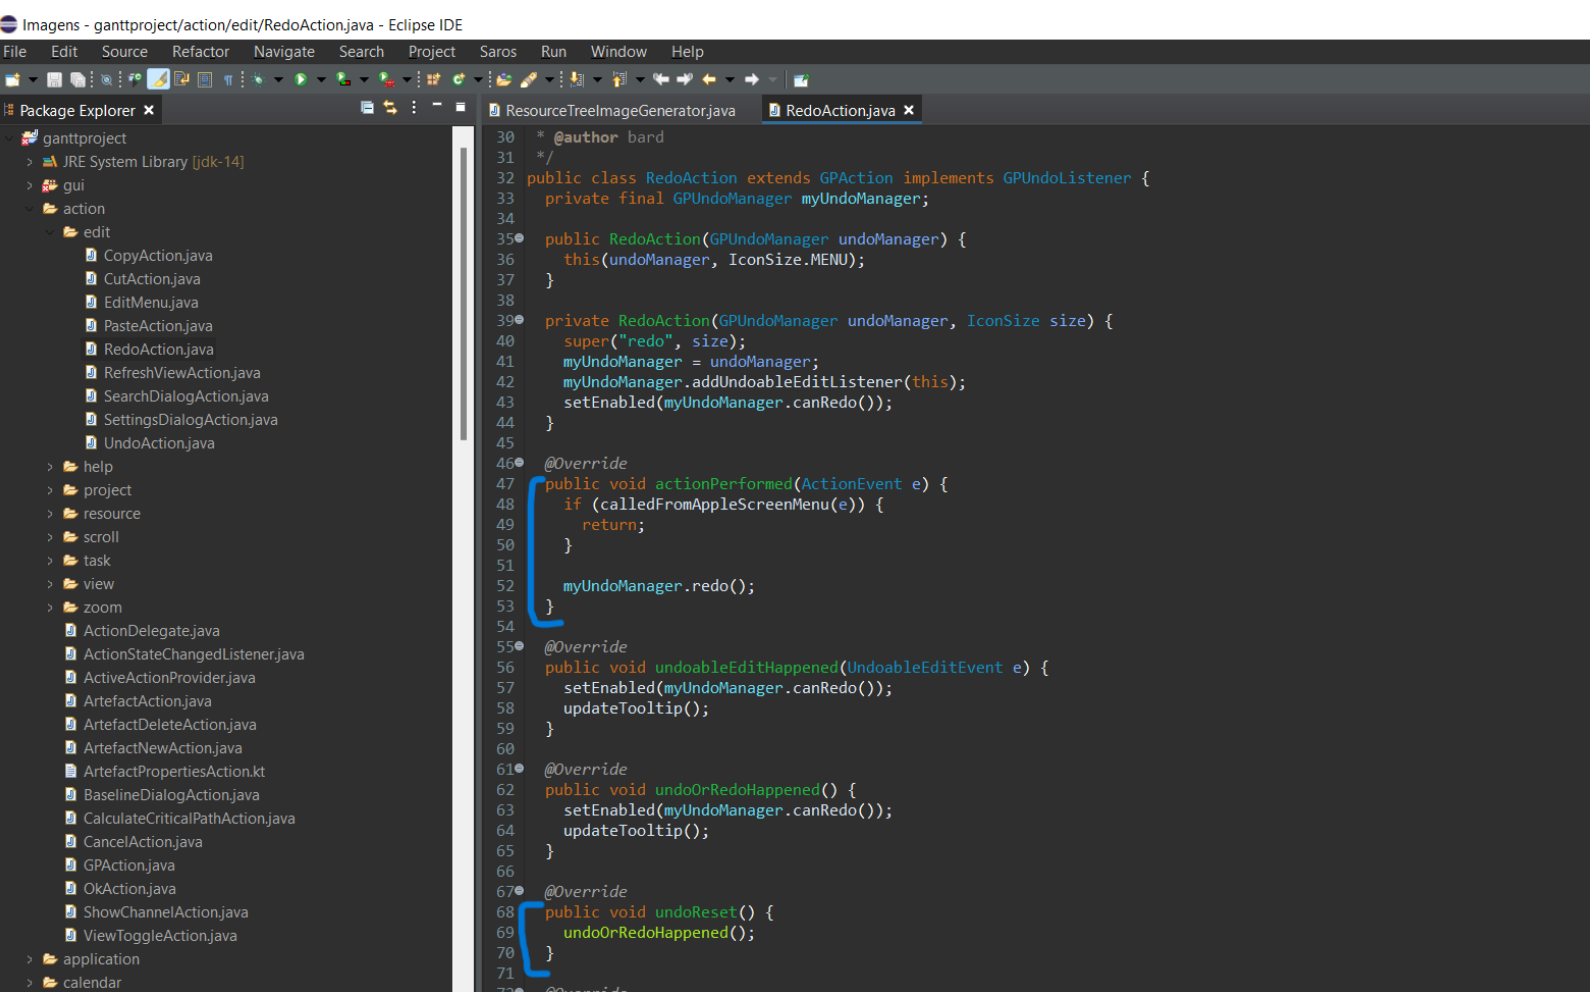 Imagens - ganttproject/action/edit/RedoAction.java - Eclipse IDE
File Edit Source Refactor Navigate Search Project Saros Run Window Help
Package Explorer
ganttproject
JRE System Library [jdk-14]
gui
action
edit
CopyAction.java
CutAction.java
EditMenu.java
PasteAction.java
RedoAction.java
RefreshViewAction.java
SearchDialogAction.java
SettingsDialogAction.java
UndoAction.java
help
project
resource
scroll
task
view
zoom
ActionDelegate.java
ActionStateChangedListener.java
ActiveActionProvider.java
ArtefactAction.java
ArtefactDeleteAction.java
ArtefactNewAction.java
ArtefactPropertiesAction.kt
BaselineDialogAction.java
CalculateCriticalPathAction.java
CancelAction.java
GPAction.java
OkAction.java
ShowChannelAction.java
ViewToggleAction.java
application
calendar
ResourceTreeImageGenerator.java RedoAction.java
30 * @author bard
31 */
32 public class RedoAction extends GPAction implements GPUndoListener {
33 private final GPUndoManager myUndoManager;
34
35 public RedoAction(GPUndoManager undoManager) {
36 this(undoManager, IconSize.MENU);
37 }
38
39 private RedoAction(GPUndoManager undoManager, IconSize size) {
40 super("redo", size);
41 myUndoManager = undoManager;
42 myUndoManager.addUndoableEditListener(this);
43 setEnabled(myUndoManager.canRedo());
44 }
45
46 @Override
47 public void actionPerformed(ActionEvent e) {
48 if (calledFromAppleScreenMenu(e)) {
49 return;
50 }
51
52 myUndoManager.redo();
53 }
54
55 @Override
56 public void undoableEditHappened(UndoableEditEvent e) {
57 setEnabled(myUndoManager.canRedo());
58 updateTooltip();
59 }
60
61 @Override
62 public void undoOrRedoHappened() {
63 setEnabled(myUndoManager.canRedo());
64 updateTooltip();
65 }
66
67 @Override
68 public void undoReset() {
69 undoOrRedoHappened();
70 }
71